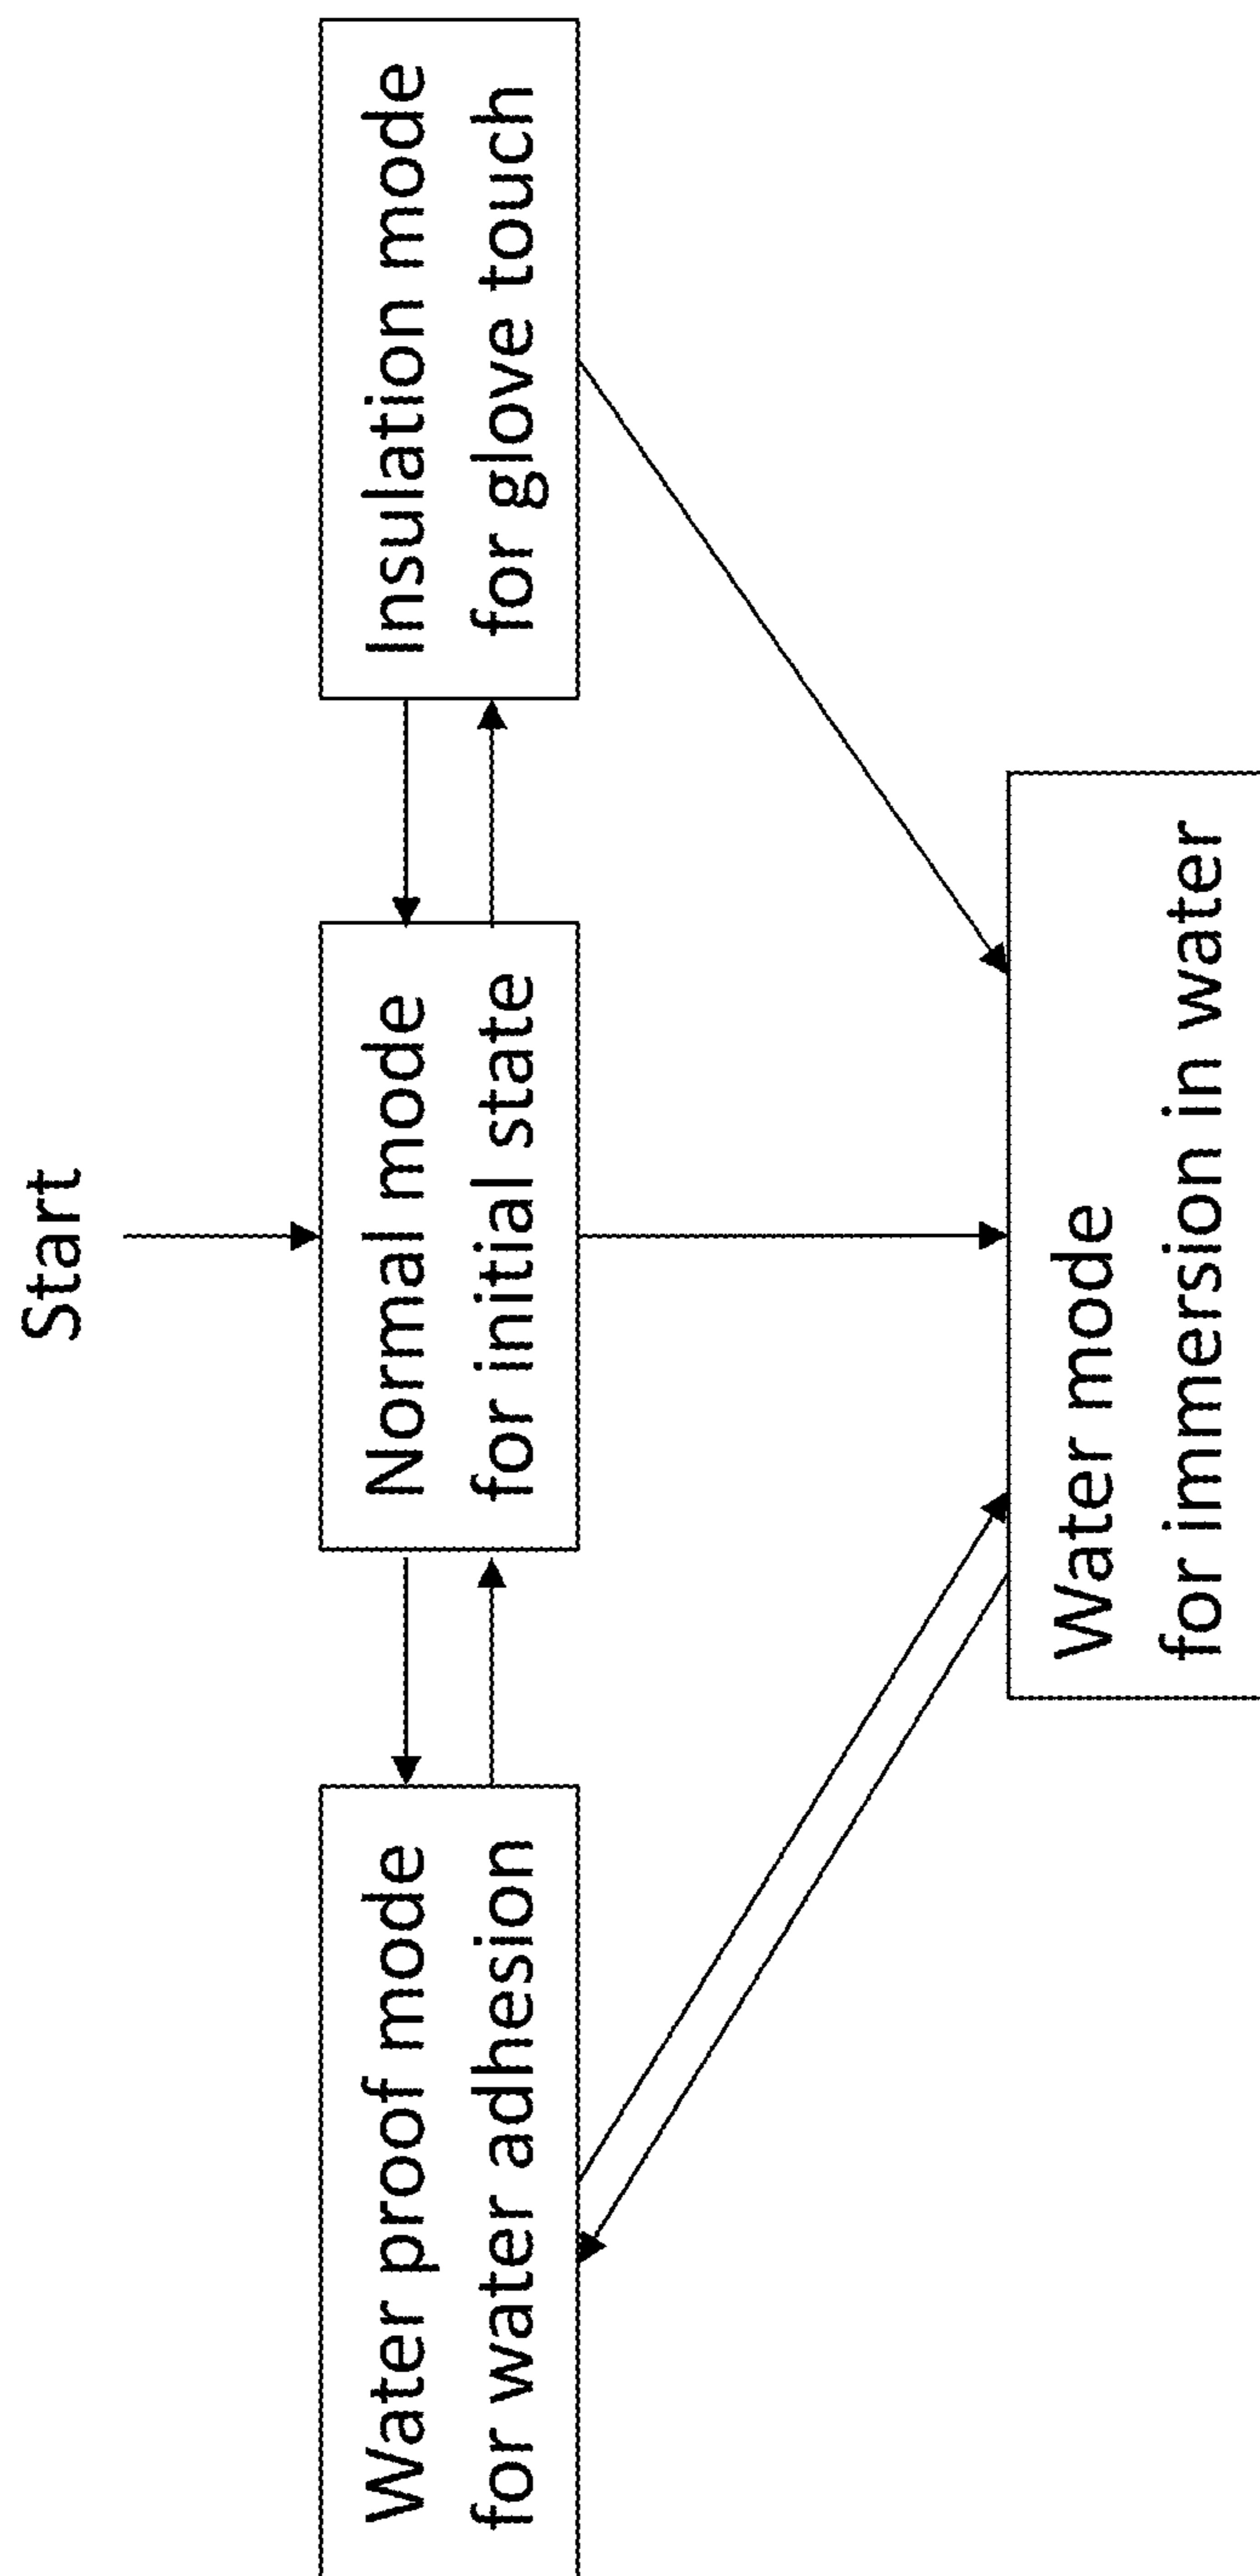 Start
Water proof mode
for water adhesion
Normal mode
for initial state
Insulation mode
for glove touch
Water mode
for immersion in water